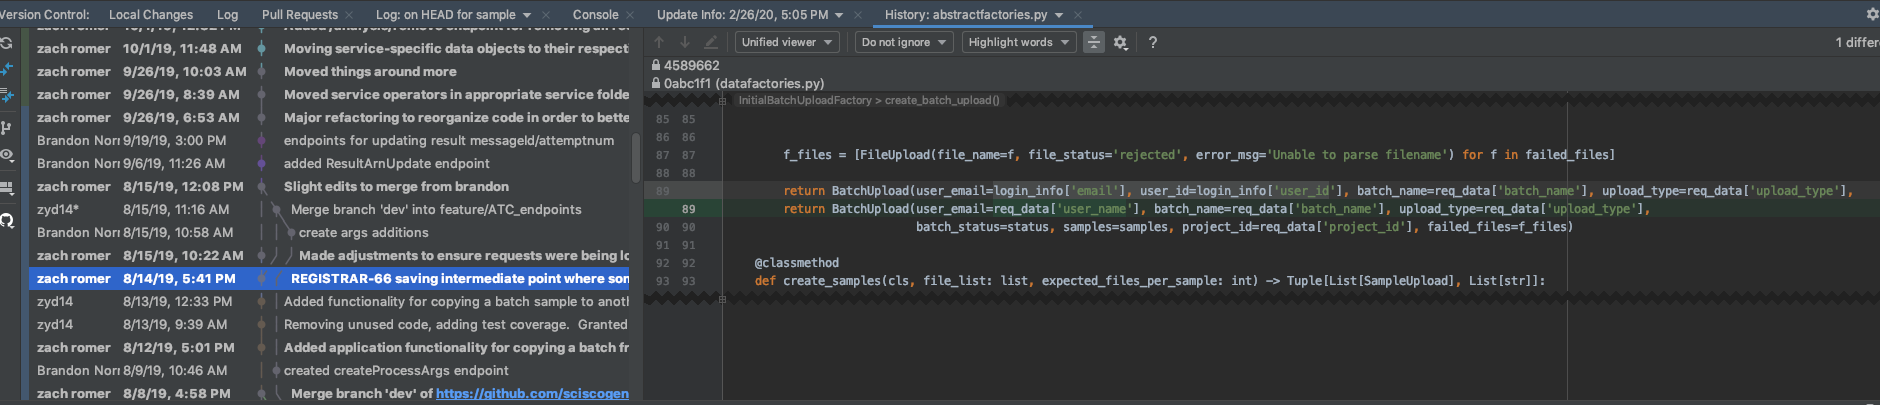 Version Control: Local Changes Log Pull Requests Log: on HEAD for sample Console Update Info: 2/26/20, 5:05 PM History: abstractfactories.py
zach romer 10/1/19, 11:48 AM Moving service-specific data objects to their respecti
zach romer 9/26/19, 10:03 AM Moved things around more
zach romer 9/26/19, 8:39 AM Moved service operators in appropriate service folde
zach romer 9/26/19, 6:53 AM Major refactoring to reorganize code in order to bette
Brandon Norr 9/19/19, 3:00 PM endpoints for updating result messageId/attemptnum
Brandon Norr 9/6/19, 11:26 AM added ResultArnUpdate endpoint
zach romer 8/15/19, 12:08 PM Slight edits to merge from brandon
zyd14* 8/15/19, 11:16 AM Merge branch 'dev' into feature/ATC_endpoints
Brandon Norr 8/15/19, 10:58 AM create args additions
zach romer 8/15/19, 10:22 AM Made adjustments to ensure requests were being lo
zach romer 8/14/19, 5:41 PM REGISTRAR-66 saving intermediate point where son
zyd14 8/13/19, 12:33 PM Added functionality for copying a batch sample to anoth
zyd14 8/13/19, 9:39 AM Removing unused code, adding test coverage. Granted
zach romer 8/12/19, 5:01 PM Added application functionality for copying a batch fr
Brandon Norr 8/9/19, 10:46 AM created createProcessArgs endpoint
zach romer 8/8/19, 4:58 PM Merge branch 'dev' of https://github.com/sciscogen
Unified viewer Do not ignore Highlight words ? 1 differe
4589662
0abc1f1 (datafactories.py)
InitialBatchUploadFactory > create_batch_upload()
85 85
86 86
87 87 f_files = [FileUpload(file_name=f, file_status='rejected', error_msg='Unable to parse filename') for f in failed_files]
88 88
89 return BatchUpload(user_email=login_info['email'], user_id=login_info['user_id'], batch_name=req_data['batch_name'], upload_type=req_data['upload_type'],
89 return BatchUpload(user_email=req_data['user_name'], batch_name=req_data['batch_name'], upload_type=req_data['upload_type'],
90 90 batch_status=status, samples=samples, project_id=req_data['project_id'], failed_files=f_files)
91 91
92 92 @classmethod
93 93 def create_samples(cls, file_list: list, expected_files_per_sample: int) -> Tuple[List[SampleUpload], List[str]]: